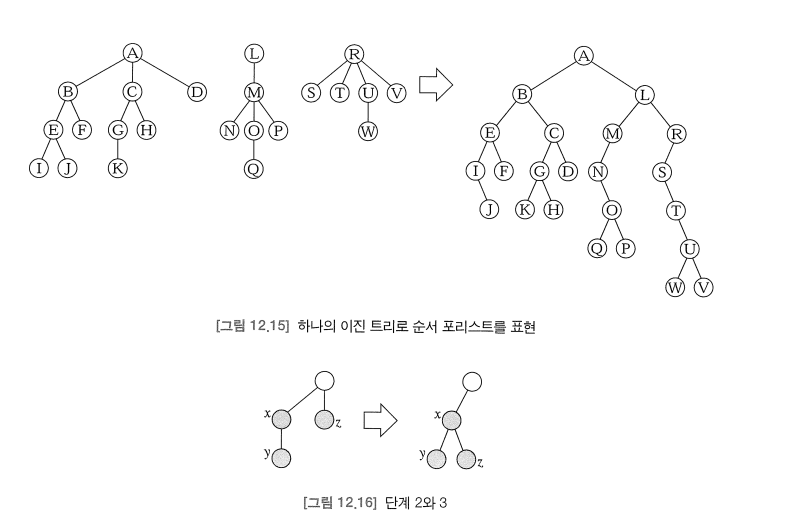 A L R
B C D M S T U V
E F G H N O P W
I J K Q
A
B L
E C M R
I F G D N S
J K H O T
Q P U
W V
[그림 12.15] 하나의 이진 트리로 순서 포리스트를 표현
x z
y
x
y z
[그림 12.16] 단계 2와 3